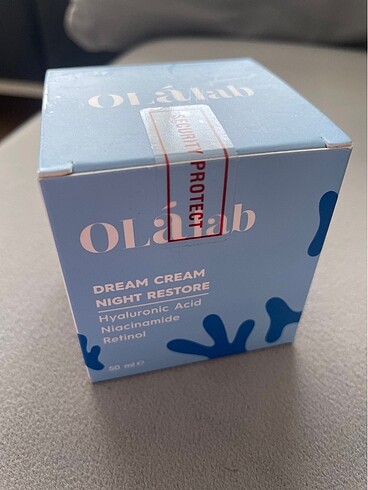 OLálab
SECURITY PROTECT
OLálab
DREAM CREAM
NIGHT RESTORE
Hyaluronic Acid
Niacinamide
Retinol
50 ml e